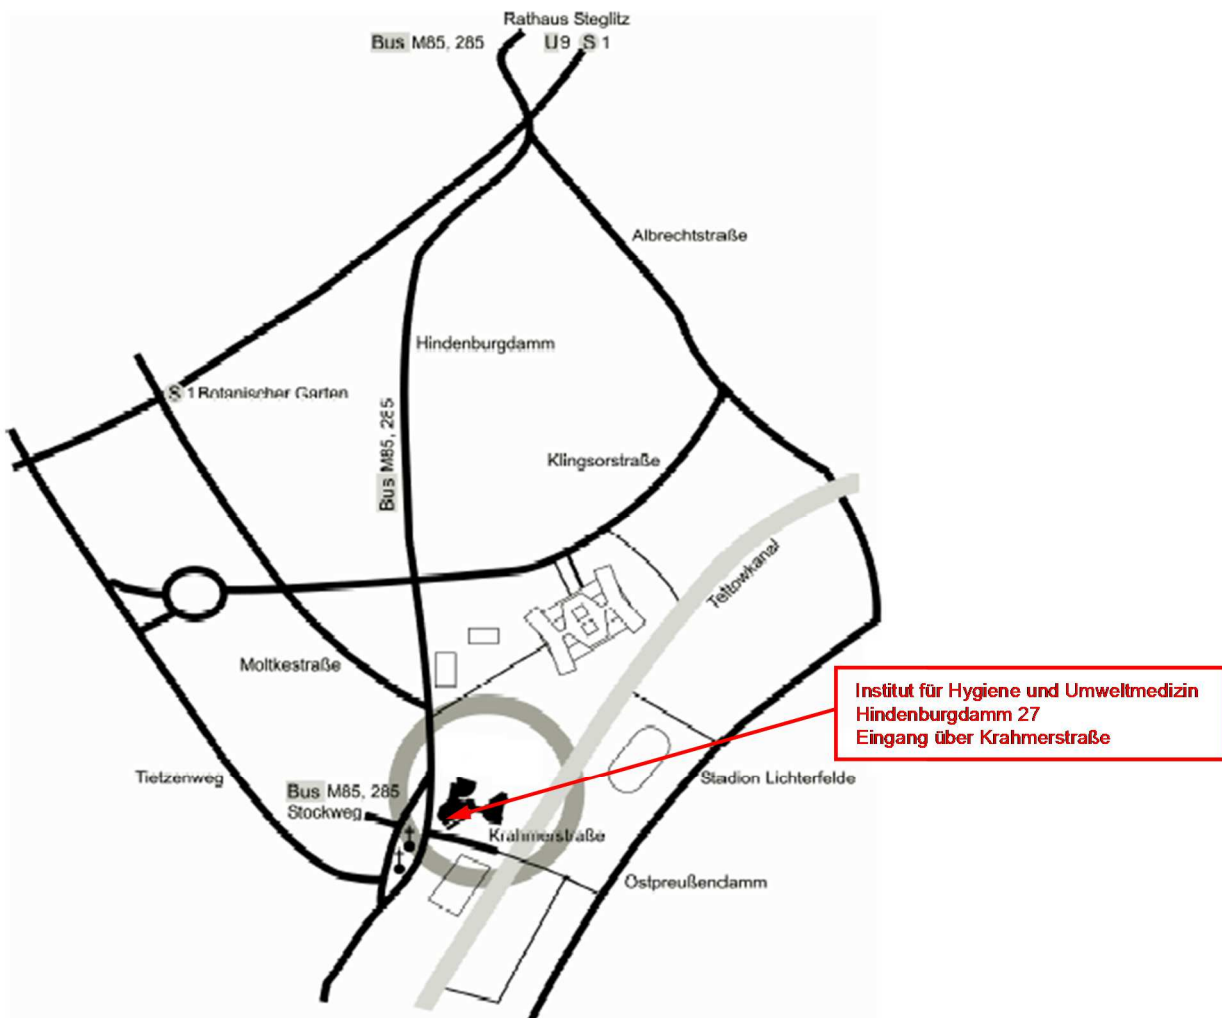 Rathaus Steglitz
Bus M85, 285 U9 S 1
Albrechtstraße
Hindenburgdamm
S 1 Botanischer Garten
Bus M85, 285
Klingsorstraße
Teltowkanal
Moltkestraße
Institut für Hygiene und Umweltmedizin
Hindenburgdamm 27
Eingang über Krahmerstraße
Tietzenweg
Stadion Lichterfelde
Bus M85, 285
Stockweg
Krahmerstraße
Ostpreußendamm